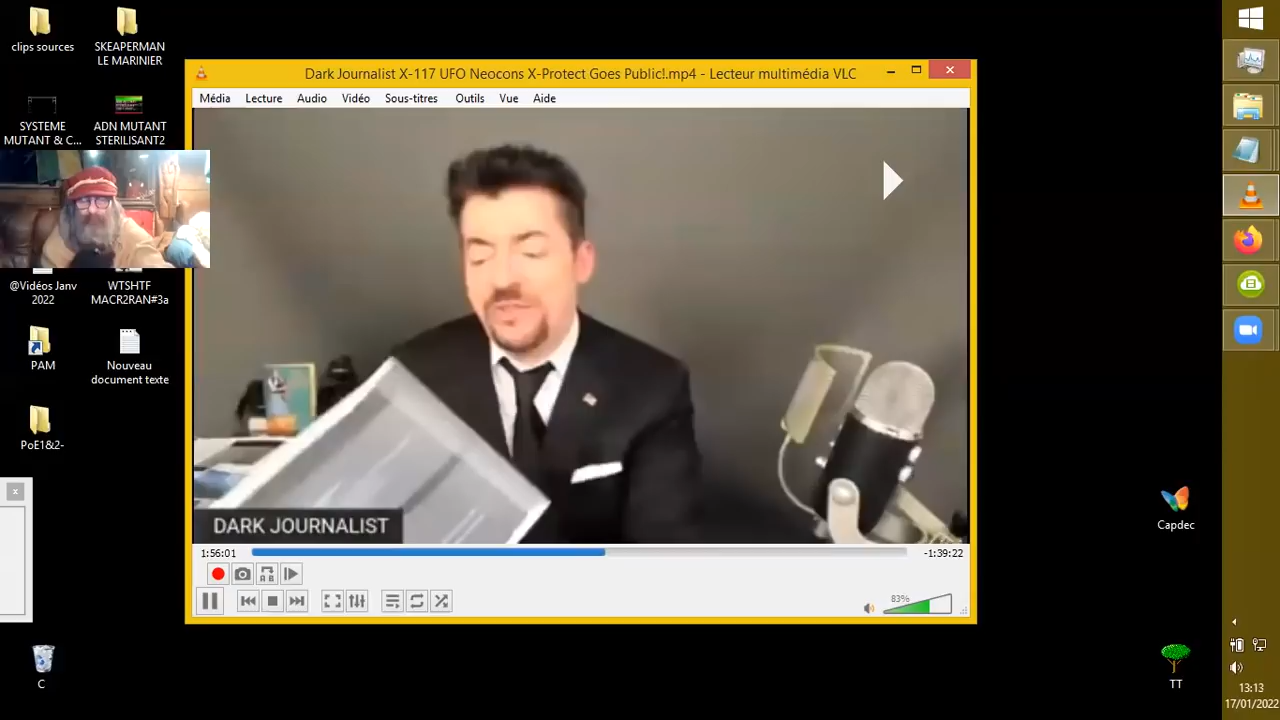 clips sources
SKEAPERMAN
LE MARINIER
SYSTEME
MUTANT & C...
ADN MUTANT
STERILISANT2
@Vidéos Janv
2022
WTSHTF
MACR2RAN#3a
PAM
Nouveau
document texte
PoE1&2-
C
Dark Journalist X-117 UFO Neocons X-Protect Goes Public!.mp4 - Lecteur multimédia VLC
Média Lecture Audio Vidéo Sous-titres Outils Vue Aide
DARK JOURNALIST
1:56:01
-1:39:22
83%
Capdec
TT
13:13
17/01/2022